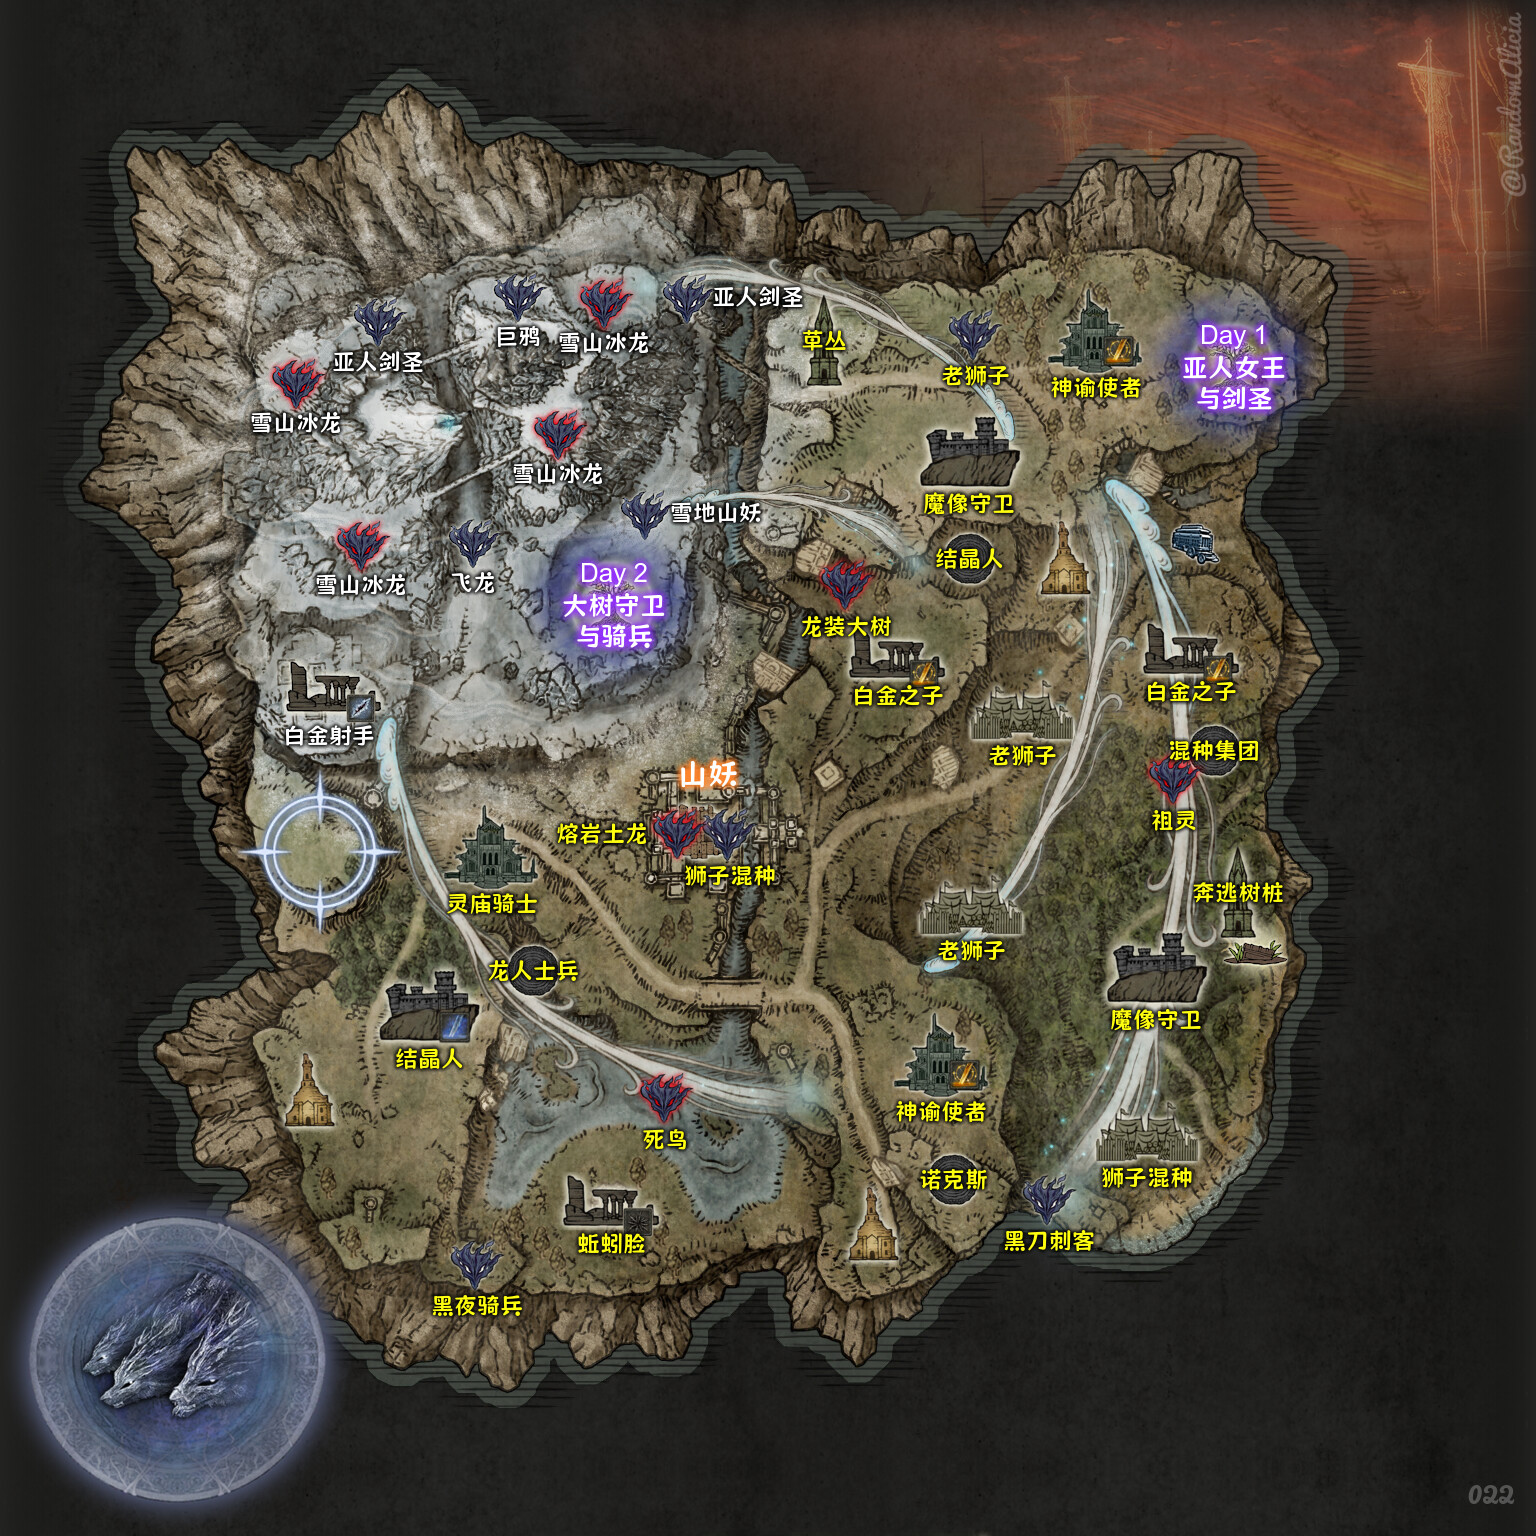 @RandomAlicia
亚人剑圣
巨鸦
雪山冰龙
亚人剑圣
雪山冰龙
雪山冰龙
雪地山妖
雪山冰龙
飞龙
Day 2
大树守卫
与骑兵
白金射手
草丛
老狮子
神谕使者
Day 1
亚人女王
与剑圣
魔像守卫
结晶人
龙装大树
白金之子
老狮子
白金之子
混种集团
祖灵
山妖
熔岩土龙
狮子混种
灵庙骑士
龙人士兵
结晶人
老狮子
奔逃树桩
魔像守卫
神谕使者
死鸟
诺克斯
狮子混种
黑刀刺客
蚯蚓脸
黑夜骑兵
022